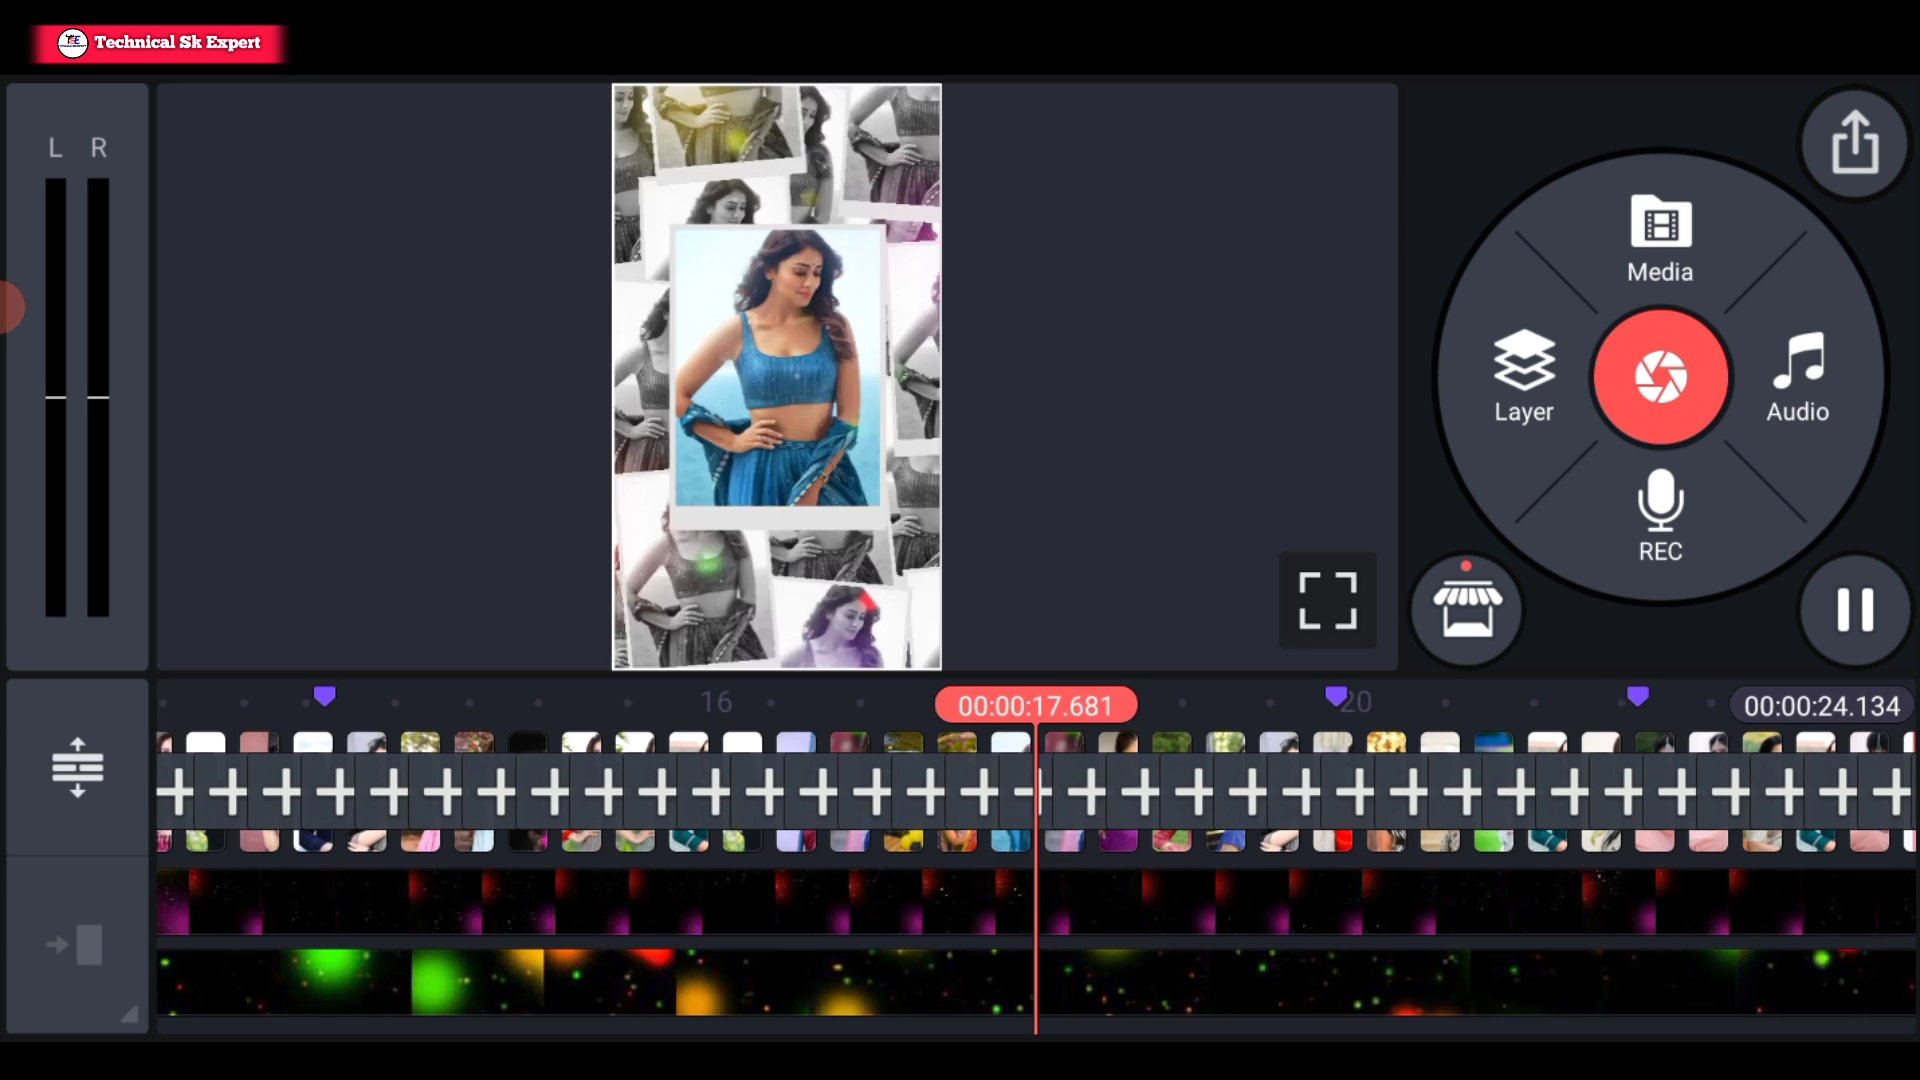 Technical Sk Expert
L R
Media
Layer
Audio
REC
16
00:00:17.681
20
00:00:24.134